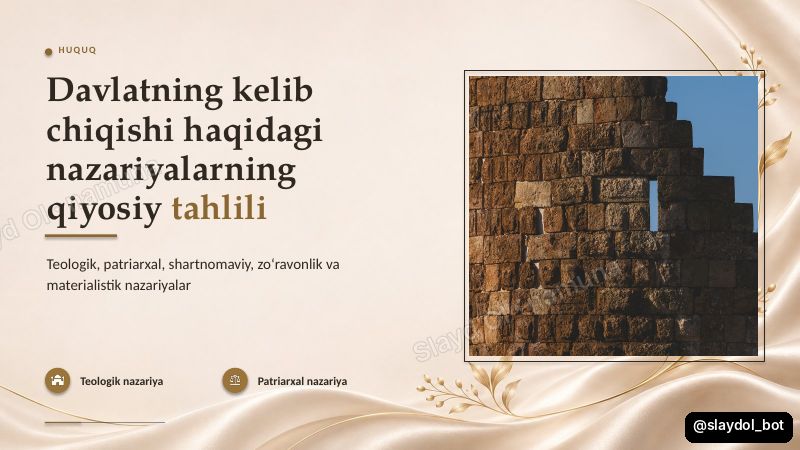 HUQUQ
Davlatning kelib
chiqishi haqidagi
nazariyalarning
qiyosiy tahlili
Teologik, patriarxal, shartnomaviy, zoʻravonlik va
materialistik nazariyalar
Teologik nazariya
Patriarxal nazariya
@slaydol_bot